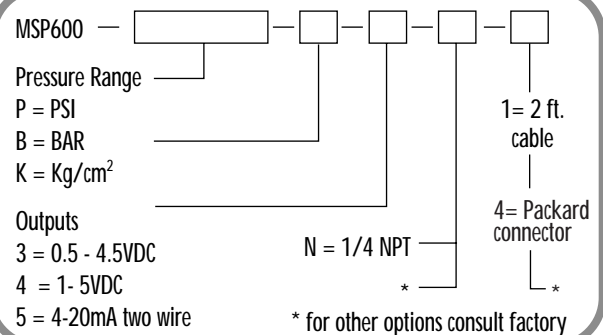 MSP600 — — — — —
Pressure Range
P = PSI
B = BAR
K = Kg/cm²
Outputs
3 = 0.5 - 4.5VDC
4 = 1- 5VDC
5 = 4-20mA two wire
N = 1/4 NPT
*
1= 2 ft.
cable
4= Packard
connector
*
* for other options consult factory